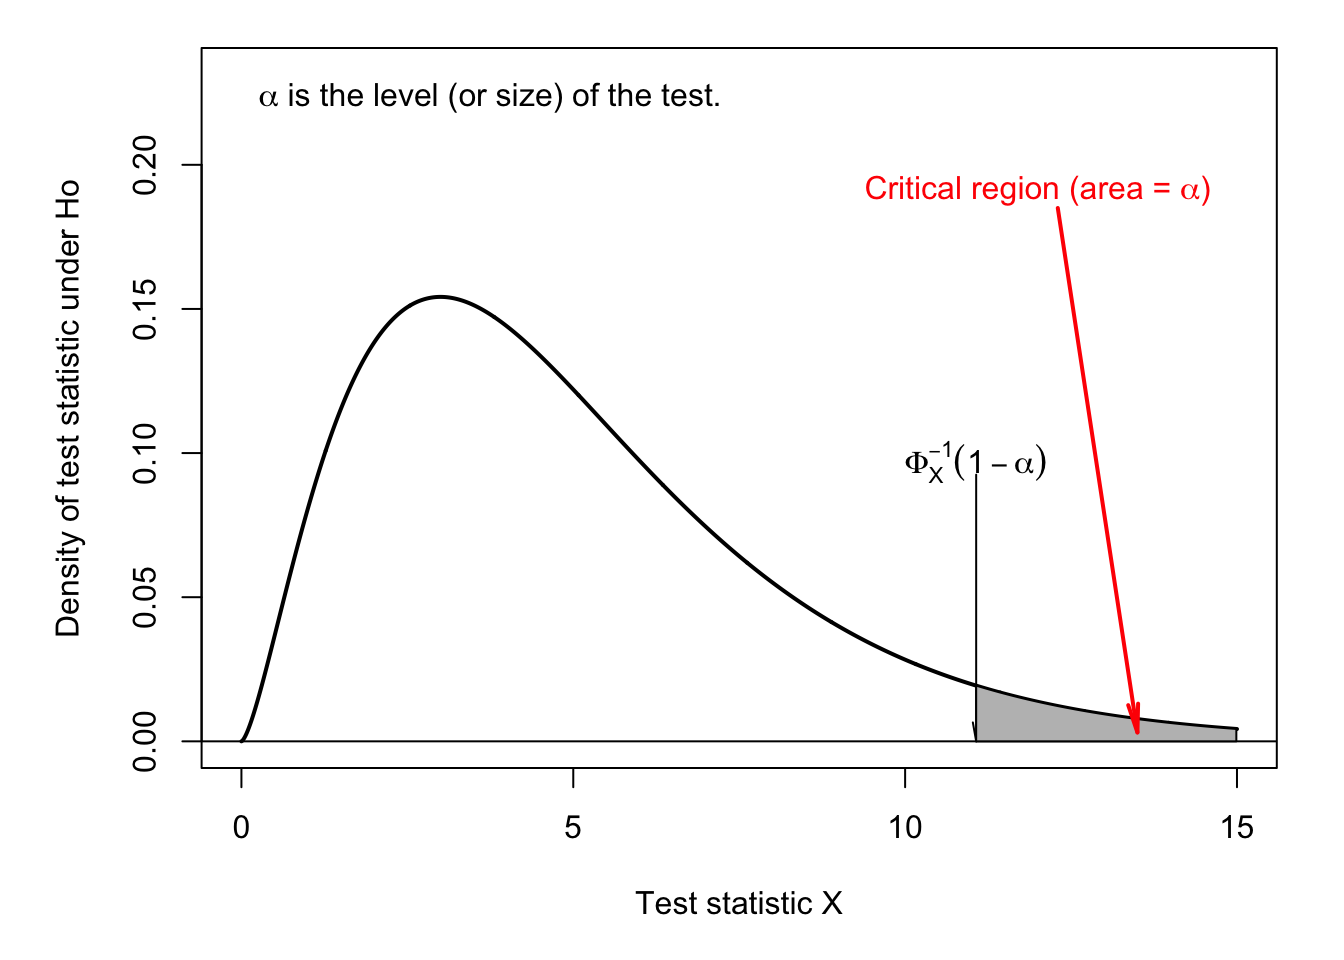 α is the level (or size) of the test.
Critical region (area = α)
Φ_X^−1(1 − α)
Density of test statistic under Ho
0.20
0.15
0.10
0.05
0.00
0 5 10 15
Test statistic X